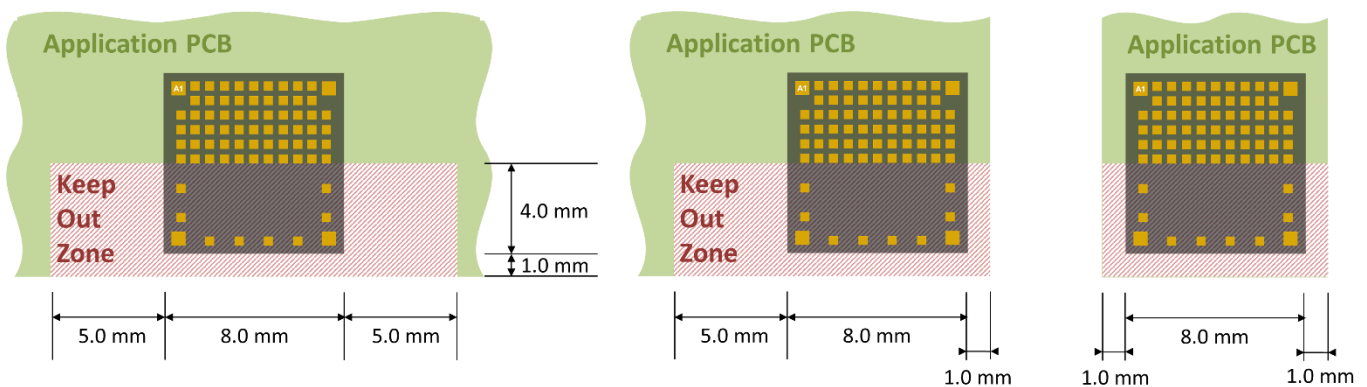 Application PCB
A1
Keep
Out
Zone
4.0 mm
1.0 mm
5.0 mm
8.0 mm
5.0 mm
Application PCB
A1
Keep
Out
Zone
5.0 mm
8.0 mm
1.0 mm
Application PCB
A1
8.0 mm
1.0 mm
1.0 mm